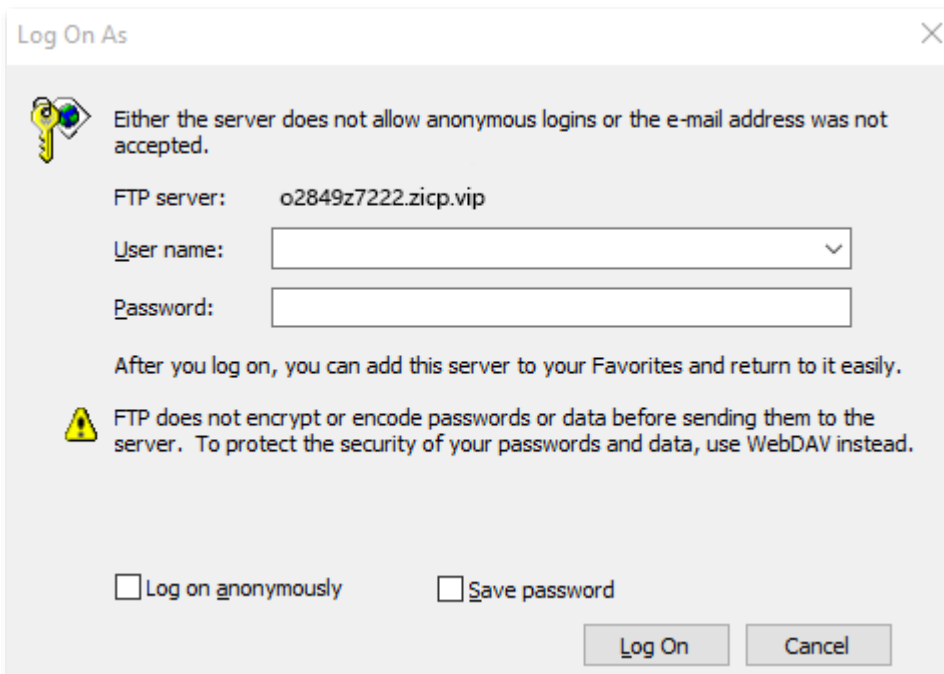 Log On As
Either the server does not allow anonymous logins or the e-mail address was not
accepted.
FTP server: o2849z7222.zicp.vip
User name:
Password:
After you log on, you can add this server to your Favorites and return to it easily.
FTP does not encrypt or encode passwords or data before sending them to the
server. To protect the security of your passwords and data, use WebDAV instead.
Log on anonymously Save password
Log On Cancel